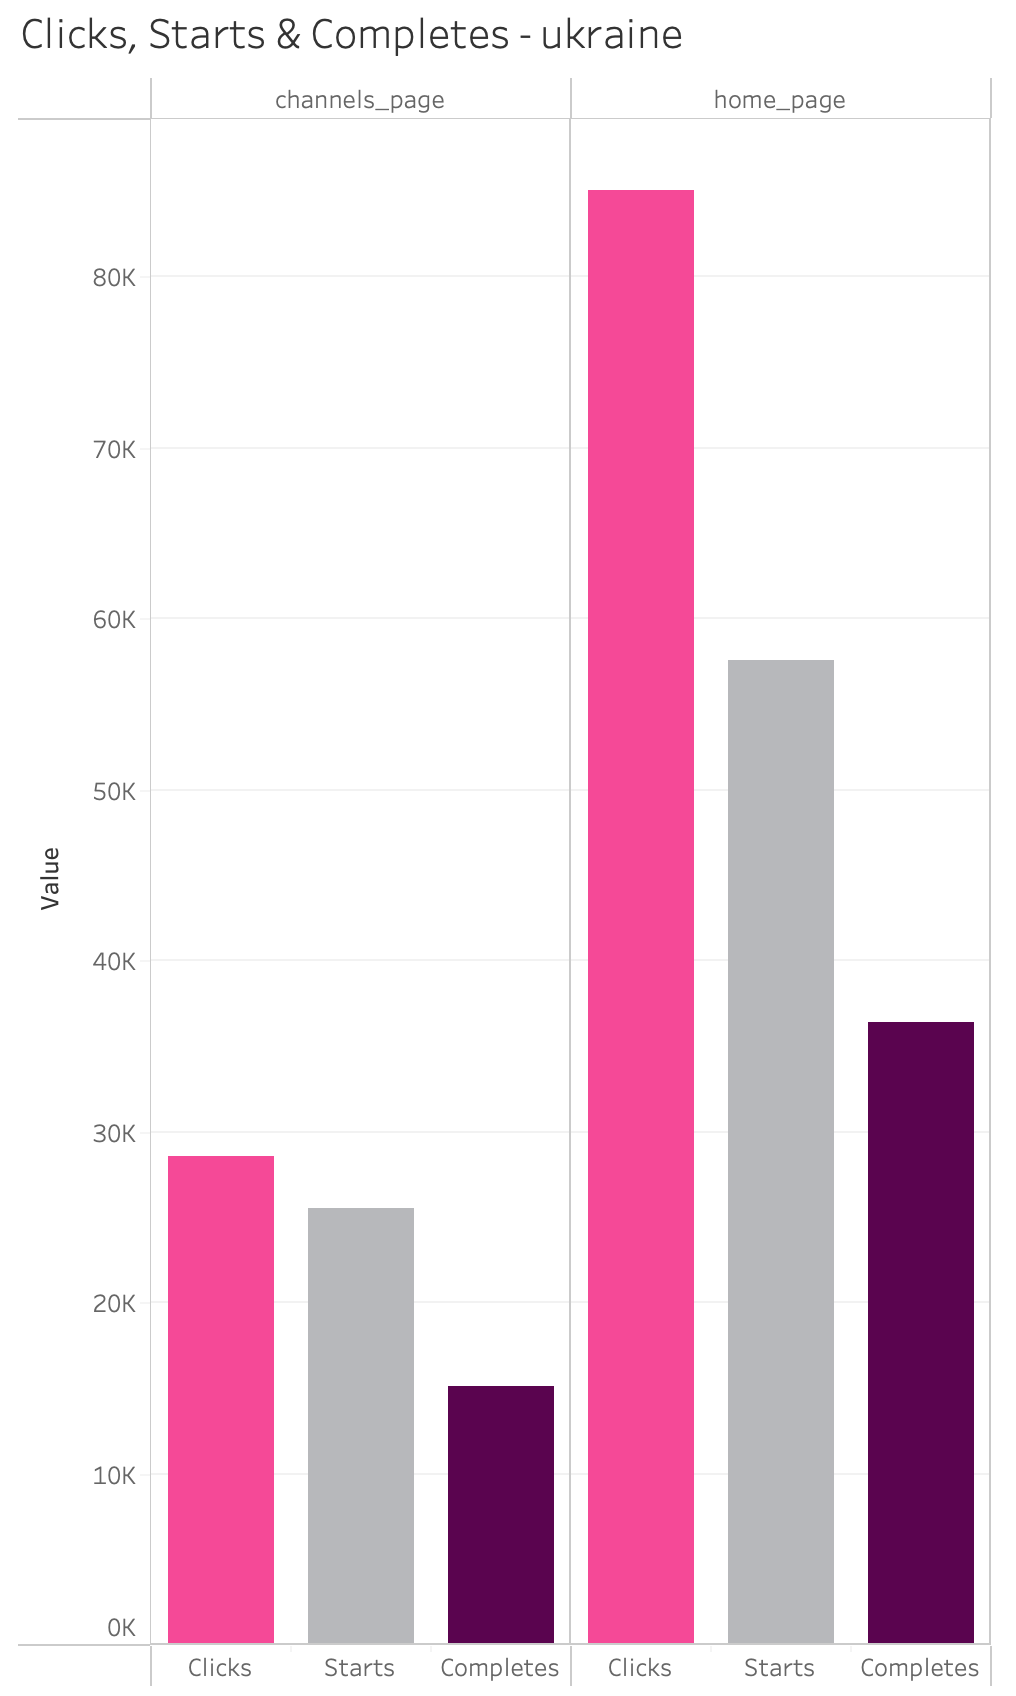 Clicks, Starts & Completes - ukraine
channels_page home_page
80K
70K
60K
50K
Value
40K
30K
20K
10K
0K
Clicks Starts Completes Clicks Starts Completes